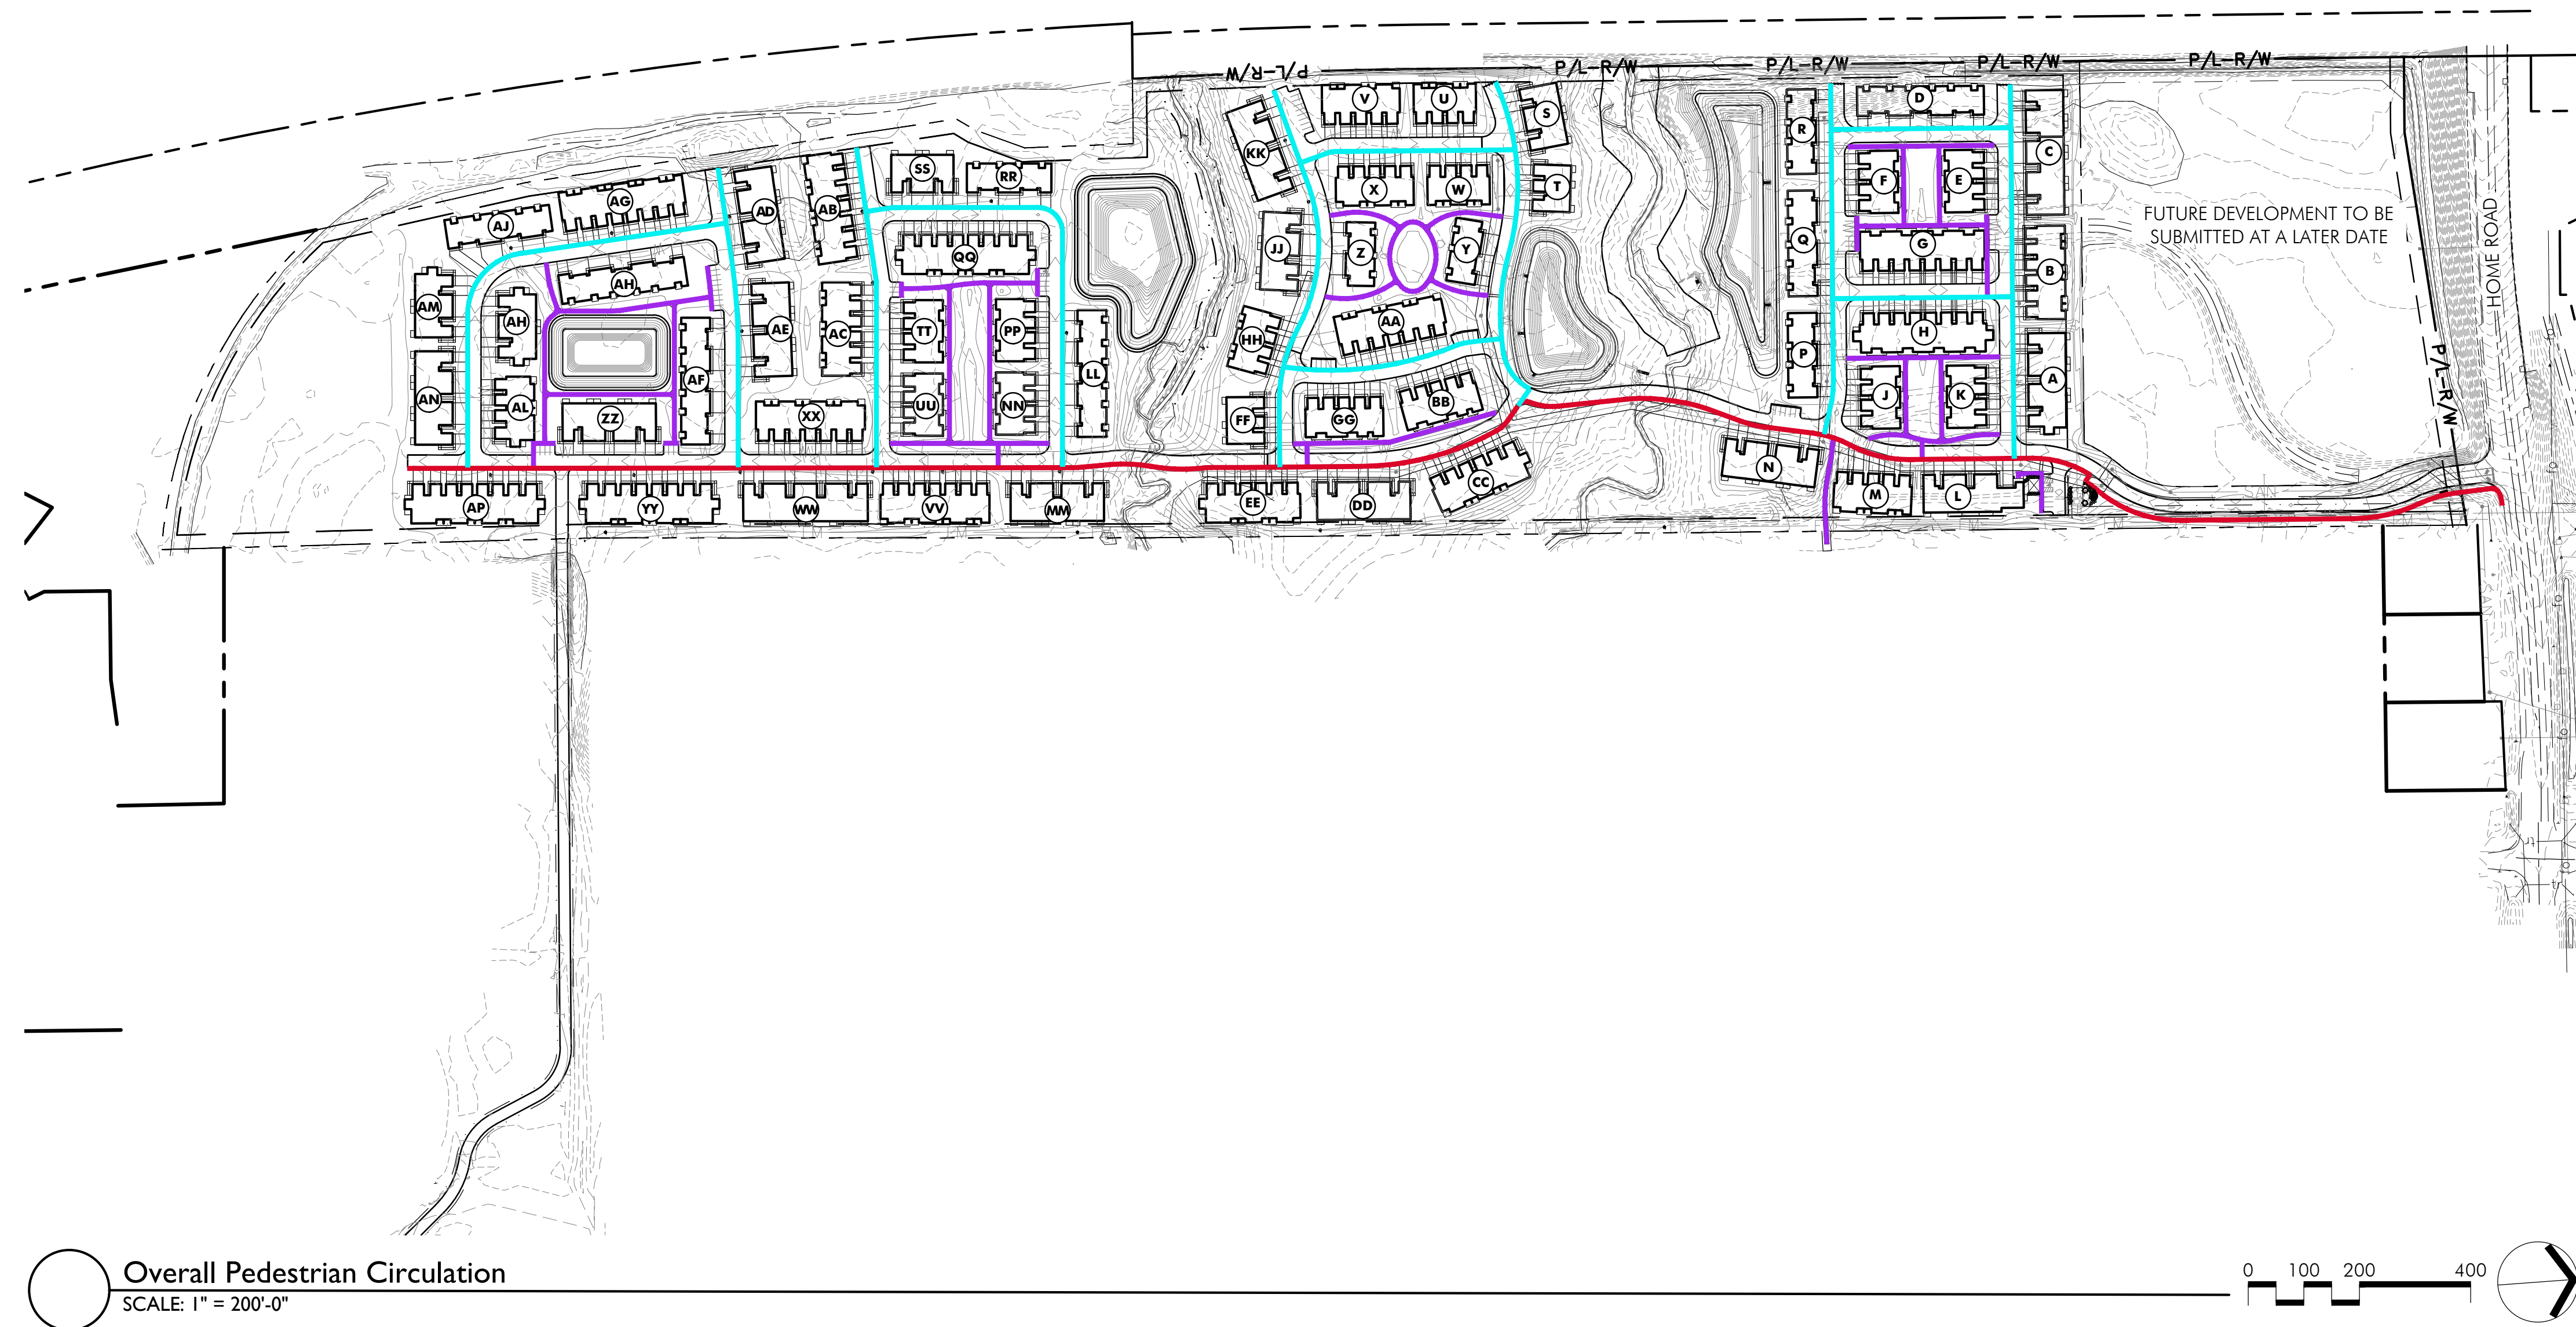 P/L-R/W
P/L-R/W
P/L-R/W
P/L-R/W
P/L-R/W
V
U
S
D
R
C
KK
SS
RR
X
W
T
F
E
AG
AD
AB
AJ
FUTURE DEVELOPMENT TO BE
SUBMITTED AT A LATER DATE
HOME ROAD
QQ
JJ
Z
Y
Q
G
B
AH
AM
AH
AE
AC
TT
PP
HH
AA
H
P
P/L-R/W
LL
AF
A
AN
AL
ZZ
XX
UU
NN
FF
GG
BB
J
K
N
CC
AP
YY
WW
VV
MM
EE
DD
M
L
Overall Pedestrian Circulation
SCALE: 1" = 200'-0"
0 100 200 400